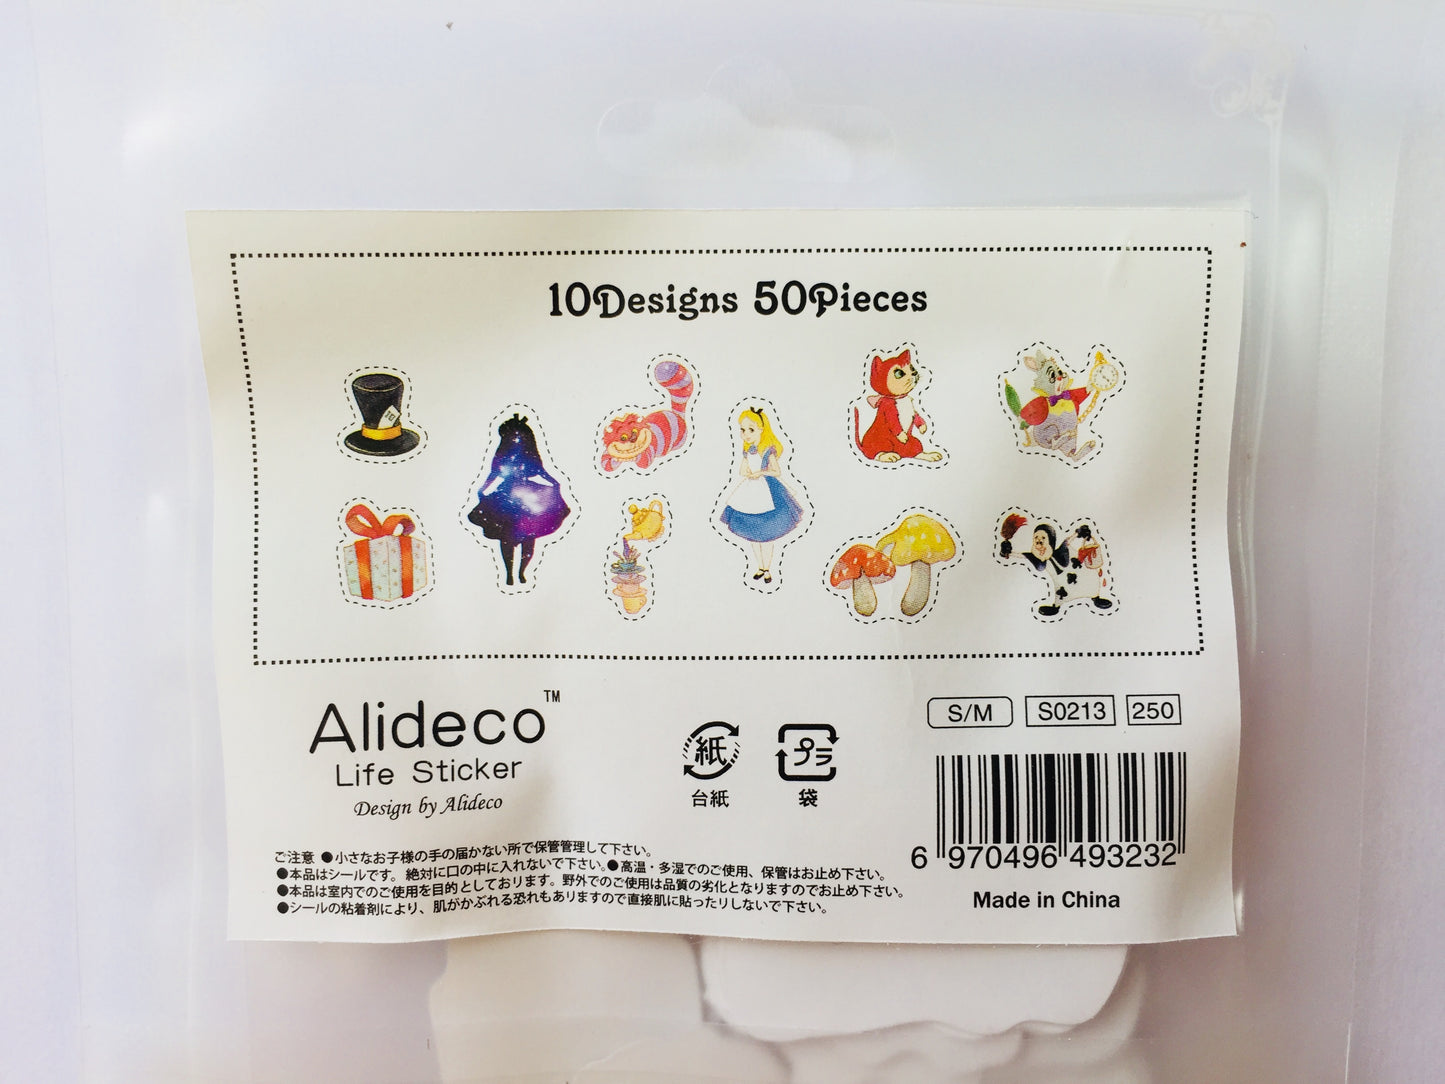 10Designs 50Pieces
Alideco™
Life Sticker
Design by Alideco
紙
台紙
プラ
袋
S/M
S0213
250
6 970496 493232
Made in China
ご注意 ●小さなお子様の手の届かない所で保管管理して下さい。
●本品はシールです。絶対に口の中に入れないで下さい。●高温・多湿でのご使用、保管はお止め下さい。
●本品は室内でのご使用を目的としております。野外でのご使用は品質の劣化となりますのでお止め下さい。
●シールの粘着剤により、肌がかぶれる恐れもありますので直接肌に貼ったりしないで下さい。